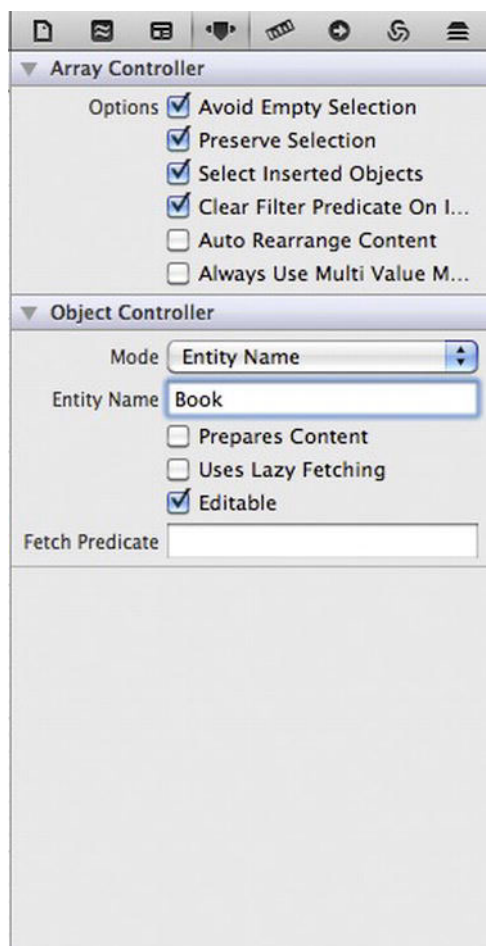 Array Controller
Options Avoid Empty Selection
Preserve Selection
Select Inserted Objects
Clear Filter Predicate On I...
Auto Rearrange Content
Always Use Multi Value M...
Object Controller
Mode Entity Name
Entity Name Book
Prepares Content
Uses Lazy Fetching
Editable
Fetch Predicate